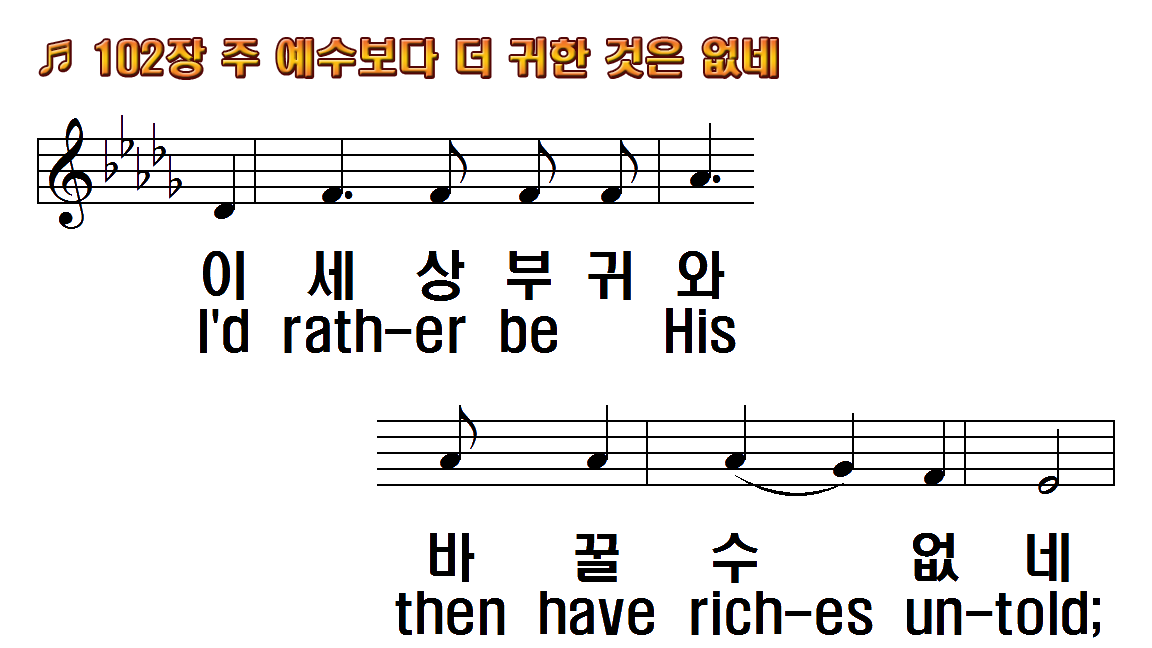 102장 주 예수보다 더 귀한 것은 없네
이 세 상 부 귀 와
I'd rath-er be His
바 꿀 수 없 네
then have rich-es un-told;